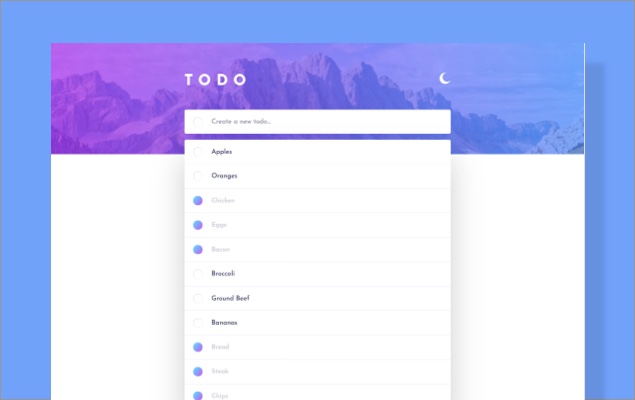 TODO
Create a new todo...
Apples
Oranges
Chicken
Eggs
Bacon
Broccoli
Ground Beef
Bananas
Bread
Steak
Chips